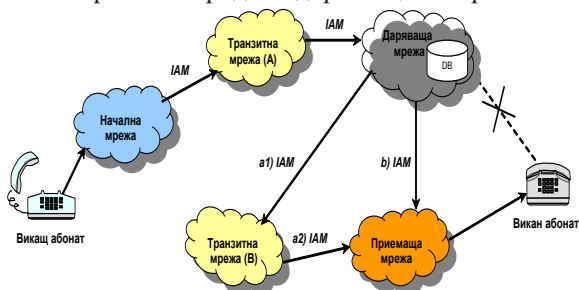 IAM
Транзитна
мрежа (А)
IAM
Даряваща
мрежа
DB
Начална
мрежа
a1) IAM
b) IAM
Викащ абонат
Викан абонат
Транзитна
мрежа (В)
a2) IAM
Приемаща
мрежа